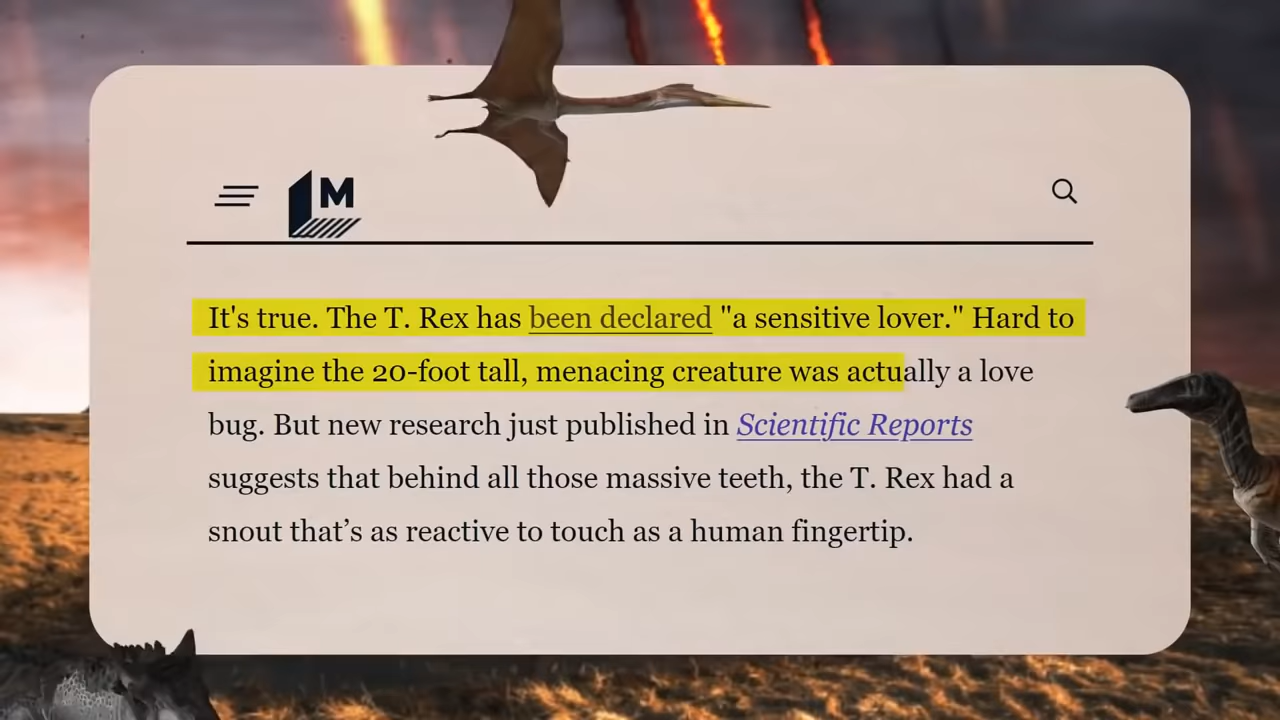 M
It's true. The T. Rex has been declared "a sensitive lover." Hard to
imagine the 20-foot tall, menacing creature was actually a love
bug. But new research just published in Scientific Reports
suggests that behind all those massive teeth, the T. Rex had a
snout that’s as reactive to touch as a human fingertip.